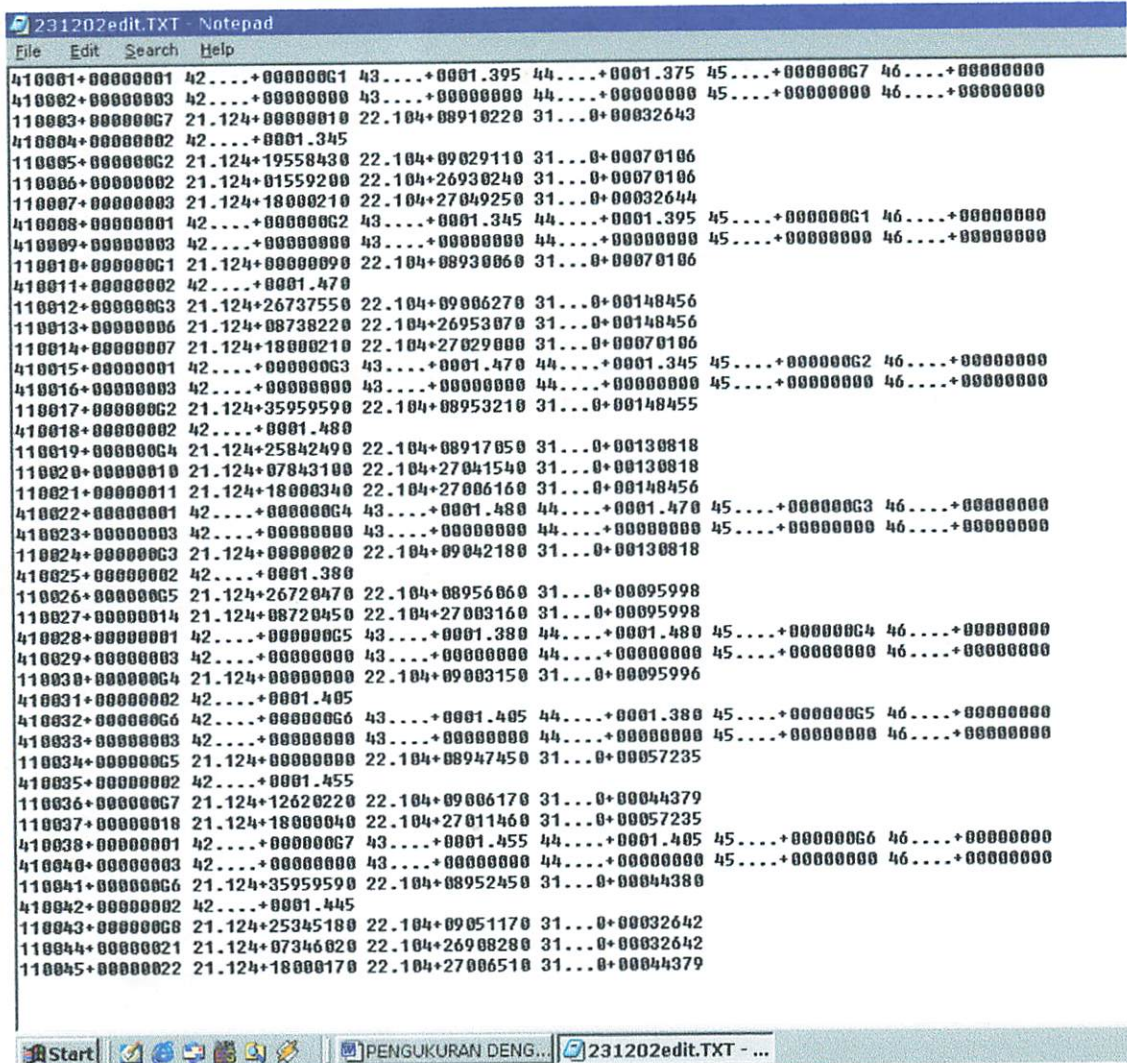 231202edit.TXT - Notepad
File Edit Search Help
410001+00000001 42....+000000G1 43....+0001.395 44....+0001.375 45....+000000G7 46....+00000000
410002+00000003 42....+00000000 43....+00000000 44....+00000000 45....+00000000 46....+00000000
110003+000000G7 21.124+00000010 22.104+08910220 31...0+00032643
410004+00000002 42....+0001.345
110005+000000G2 21.124+19558430 22.104+09029110 31...0+00070106
110006+00000002 21.124+01559200 22.104+26930240 31...0+00070106
110007+00000003 21.124+18000210 22.104+27049250 31...0+00032644
410008+00000001 42....+000000G2 43....+0001.345 44....+0001.395 45....+000000G1 46....+00000000
410009+00000003 42....+00000000 43....+00000000 44....+00000000 45....+00000000 46....+00000000
110010+000000G1 21.124+00000090 22.104+08930060 31...0+00070106
410011+00000002 42....+0001.470
110012+000000G3 21.124+26737550 22.104+09006270 31...0+00148456
110013+00000006 21.124+08738220 22.104+26953070 31...0+00148456
110014+00000007 21.124+18000210 22.104+27029000 31...0+00070106
410015+00000001 42....+000000G3 43....+0001.470 44....+0001.345 45....+000000G2 46....+00000000
410016+00000003 42....+00000000 43....+00000000 44....+00000000 45....+00000000 46....+00000000
110017+000000G2 21.124+35959590 22.104+08953210 31...0+00148455
410018+00000002 42....+0001.480
110019+000000G4 21.124+25842490 22.104+08917050 31...0+00130818
110020+00000010 21.124+07843100 22.104+27041540 31...0+00130818
110021+00000011 21.124+18000340 22.104+27006160 31...0+00148456
410022+00000001 42....+000000G4 43....+0001.480 44....+0001.470 45....+000000G3 46....+00000000
410023+00000003 42....+00000000 43....+00000000 44....+00000000 45....+00000000 46....+00000000
110024+000000G3 21.124+00000020 22.104+09042180 31...0+00130818
410025+00000002 42....+0001.380
110026+000000G5 21.124+26720470 22.104+08956060 31...0+00095998
110027+00000014 21.124+08720450 22.104+27003160 31...0+00095998
410028+00000001 42....+000000G5 43....+0001.380 44....+0001.480 45....+000000G4 46....+00000000
410029+00000003 42....+00000000 43....+00000000 44....+00000000 45....+00000000 46....+00000000
110030+000000G4 21.124+00000000 22.104+09003150 31...0+00095996
410031+00000002 42....+0001.405
410032+000000G6 42....+000000G6 43....+0001.405 44....+0001.380 45....+000000G5 46....+00000000
410033+00000003 42....+00000000 43....+00000000 44....+00000000 45....+00000000 46....+00000000
110034+000000G5 21.124+00000000 22.104+08947450 31...0+00057235
410035+00000002 42....+0001.455
110036+000000G7 21.124+12620220 22.104+09006170 31...0+00044379
110037+00000018 21.124+18000040 22.104+27011460 31...0+00057235
410038+00000001 42....+000000G7 43....+0001.455 44....+0001.405 45....+000000G6 46....+00000000
410040+00000003 42....+00000000 43....+00000000 44....+00000000 45....+00000000 46....+00000000
110041+000000G6 21.124+35959590 22.104+08952450 31...0+00044380
410042+00000002 42....+0001.445
110043+000000G8 21.124+25345180 22.104+09051170 31...0+00032642
110044+00000021 21.124+07346020 22.104+26908280 31...0+00032642
110045+00000022 21.124+18000170 22.104+27006510 31...0+00044379
Start PENGUKURAN DENG... 231202edit.TXT - ...